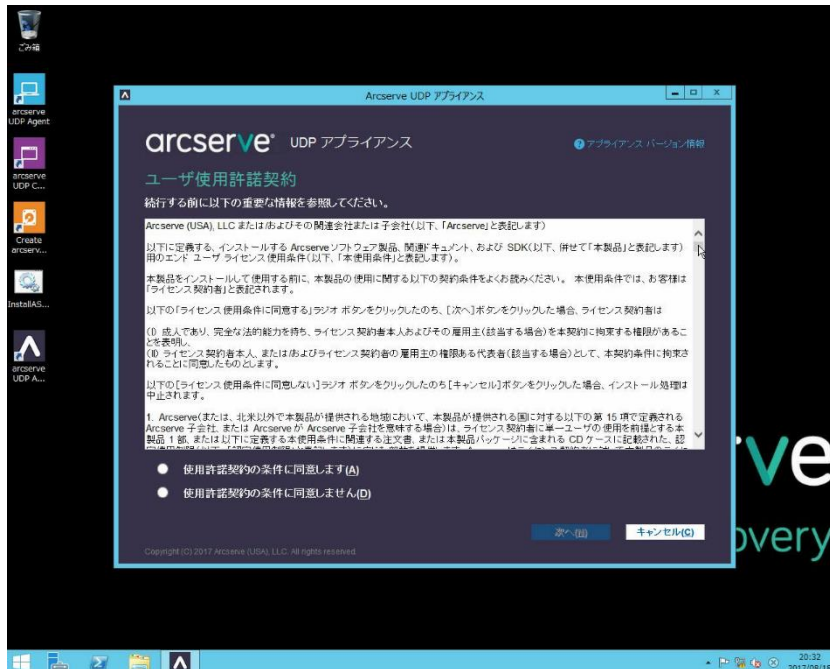 ごみ箱
arcserve
UDP Agent
arcserve
UDP C...
Create
arcserv...
InstallAS...
arcserve
UDP A...
Arcserve UDP アプライアンス
arcserve® UDP アプライアンス
アプライアンス バージョン情報
ユーザ使用許諾契約
続行する前に以下の重要な情報を参照してください。
Arcserve (USA), LLC または/およびその関連会社または子会社(以下、「Arcserve」と表記します)
以下に定義する、インストールする Arcserve ソフトウェア製品、関連ドキュメント、および SDK(以下、併せて「本製品」と表記します)
用のエンド ユーザ ライセンス使用条件(以下、「本使用条件」と表記します)。
本製品をインストールして使用する前に、本製品の使用に関する以下の契約条件をよくお読みください。 本使用条件では、お客様は
「ライセンス契約者」と表記されます。
以下の「ライセンス使用条件に同意する」ラジオ ボタンをクリックしたのち、[次へ]ボタンをクリックした場合、ライセンス契約者は
(I) 成人であり、完全な法的能力を持ち、ライセンス契約者本人およびその雇用主(該当する場合)を本契約に拘束する権限があるこ
とを表明し、
(II) ライセンス契約者本人、または/およびライセンス契約者の雇用主の権限ある代表者(該当する場合)として、本契約条件に拘束さ
れることに同意したものとします。
以下の[ライセンス使用条件に同意しない]ラジオ ボタンをクリックしたのち[キャンセル]ボタンをクリックした場合、インストール処理は
中止されます。
1. Arcserve(または、北米以外で本製品が提供される地域において、本製品が提供される国に対する以下の第 15 項で定義される
Arcserve 子会社、または Arcserve が Arcserve 子会社を意味する場合)は、ライセンス契約者に単一ユーザの使用を前提とする本
製品 1 部、または以下に定義する本使用条件に関連する注文書、または本製品パッケージに含まれる CD ケースに記載された、認
使用許諾契約の条件に同意します(A)
使用許諾契約の条件に同意しません(D)
次へ(N)
キャンセル(C)
Copyright (C) 2017 Arcserve (USA), LLC. All rights reserved.
ve
overy
20:32